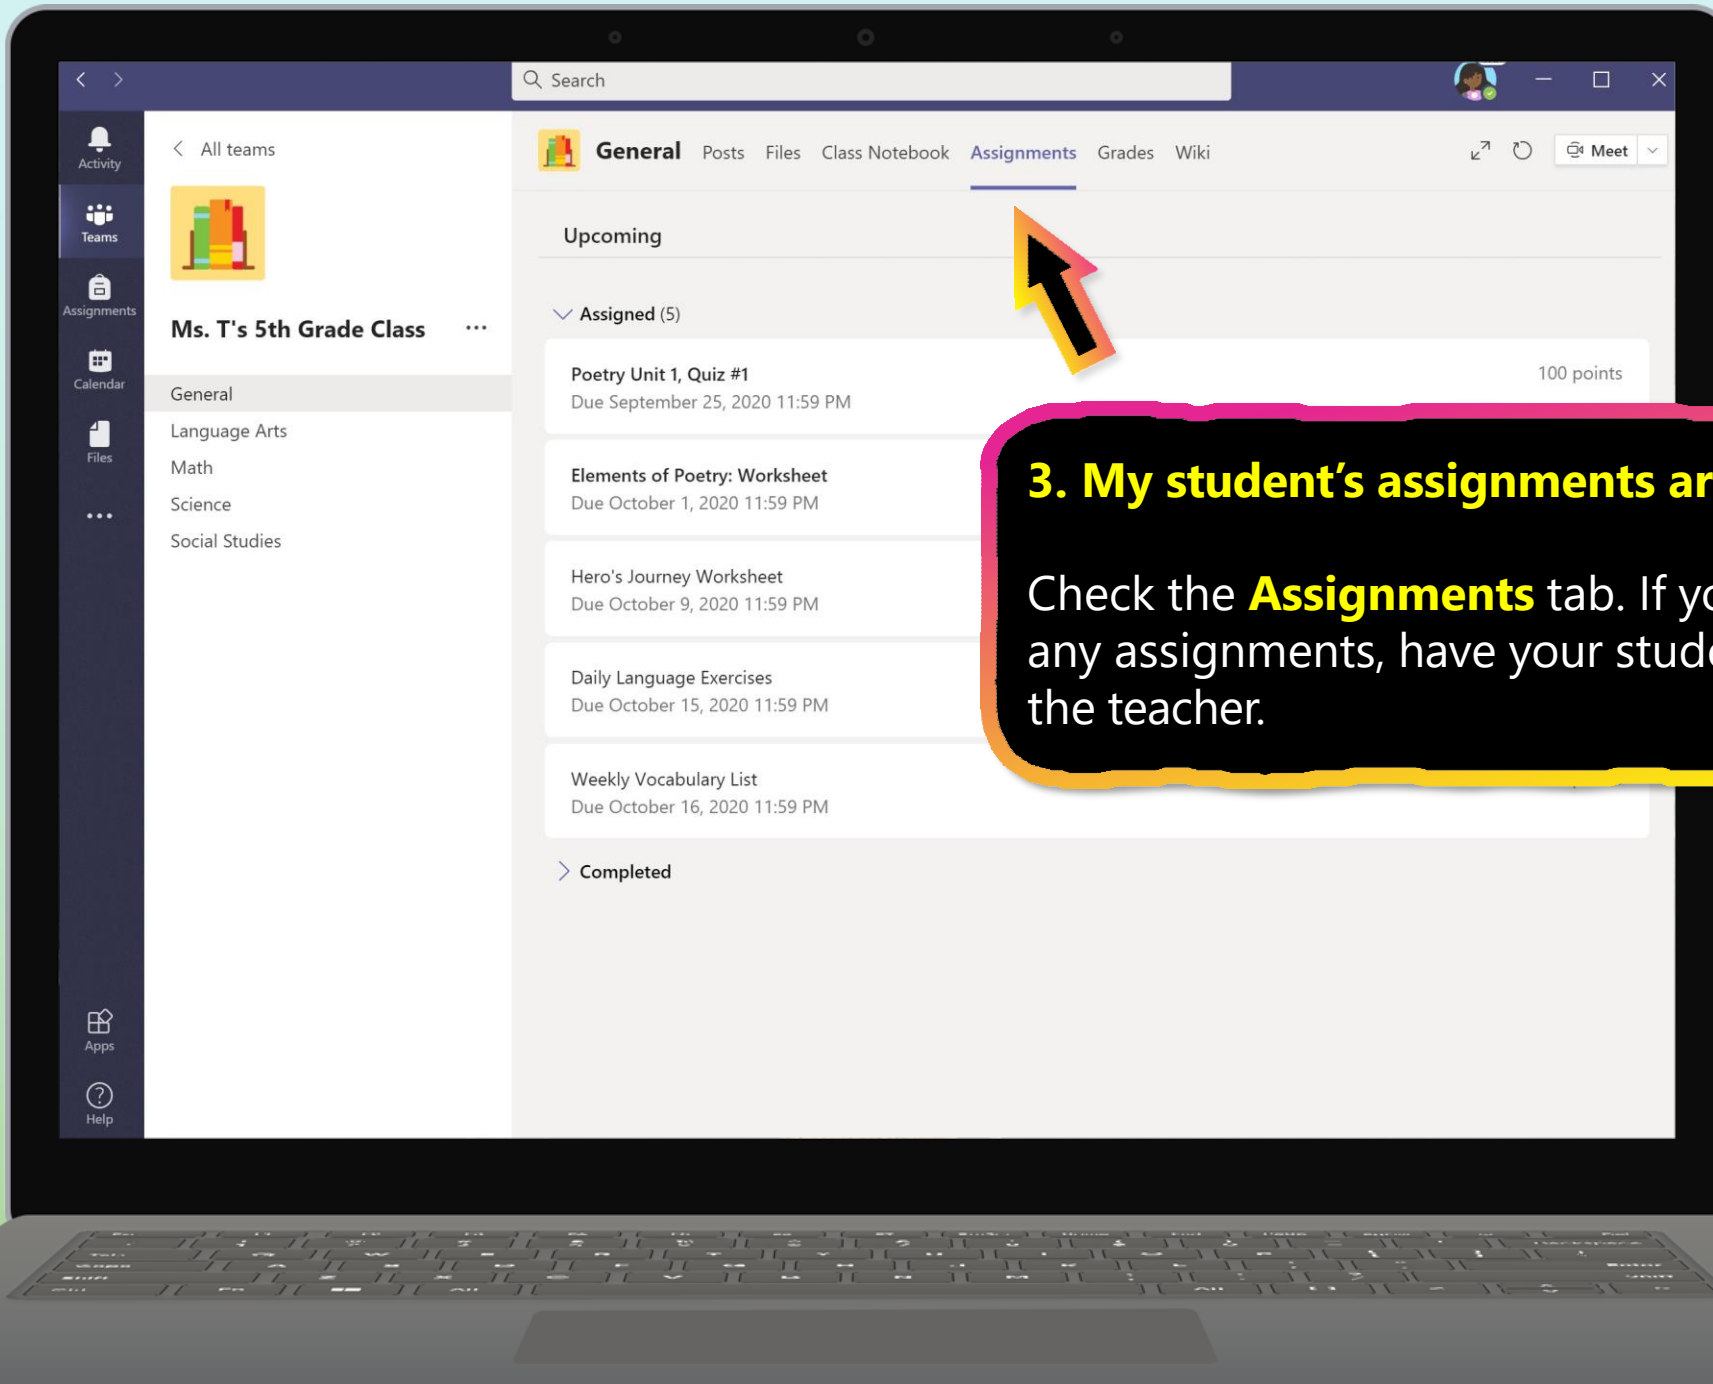 Search
Activity
Teams
Assignments
Calendar
Files
Apps
Help
All teams
Ms. T's 5th Grade Class
General
Language Arts
Math
Science
Social Studies
General Posts Files Class Notebook Assignments Grades Wiki
Meet
Upcoming
Assigned (5)
Poetry Unit 1, Quiz #1
100 points
Due September 25, 2020 11:59 PM
Elements of Poetry: Worksheet
Due October 1, 2020 11:59 PM
Hero's Journey Worksheet
Due October 9, 2020 11:59 PM
Daily Language Exercises
Due October 15, 2020 11:59 PM
Weekly Vocabulary List
Due October 16, 2020 11:59 PM
Completed
3. My student's assignments
Check the Assignments tab. If
any assignments, have your
the teacher.